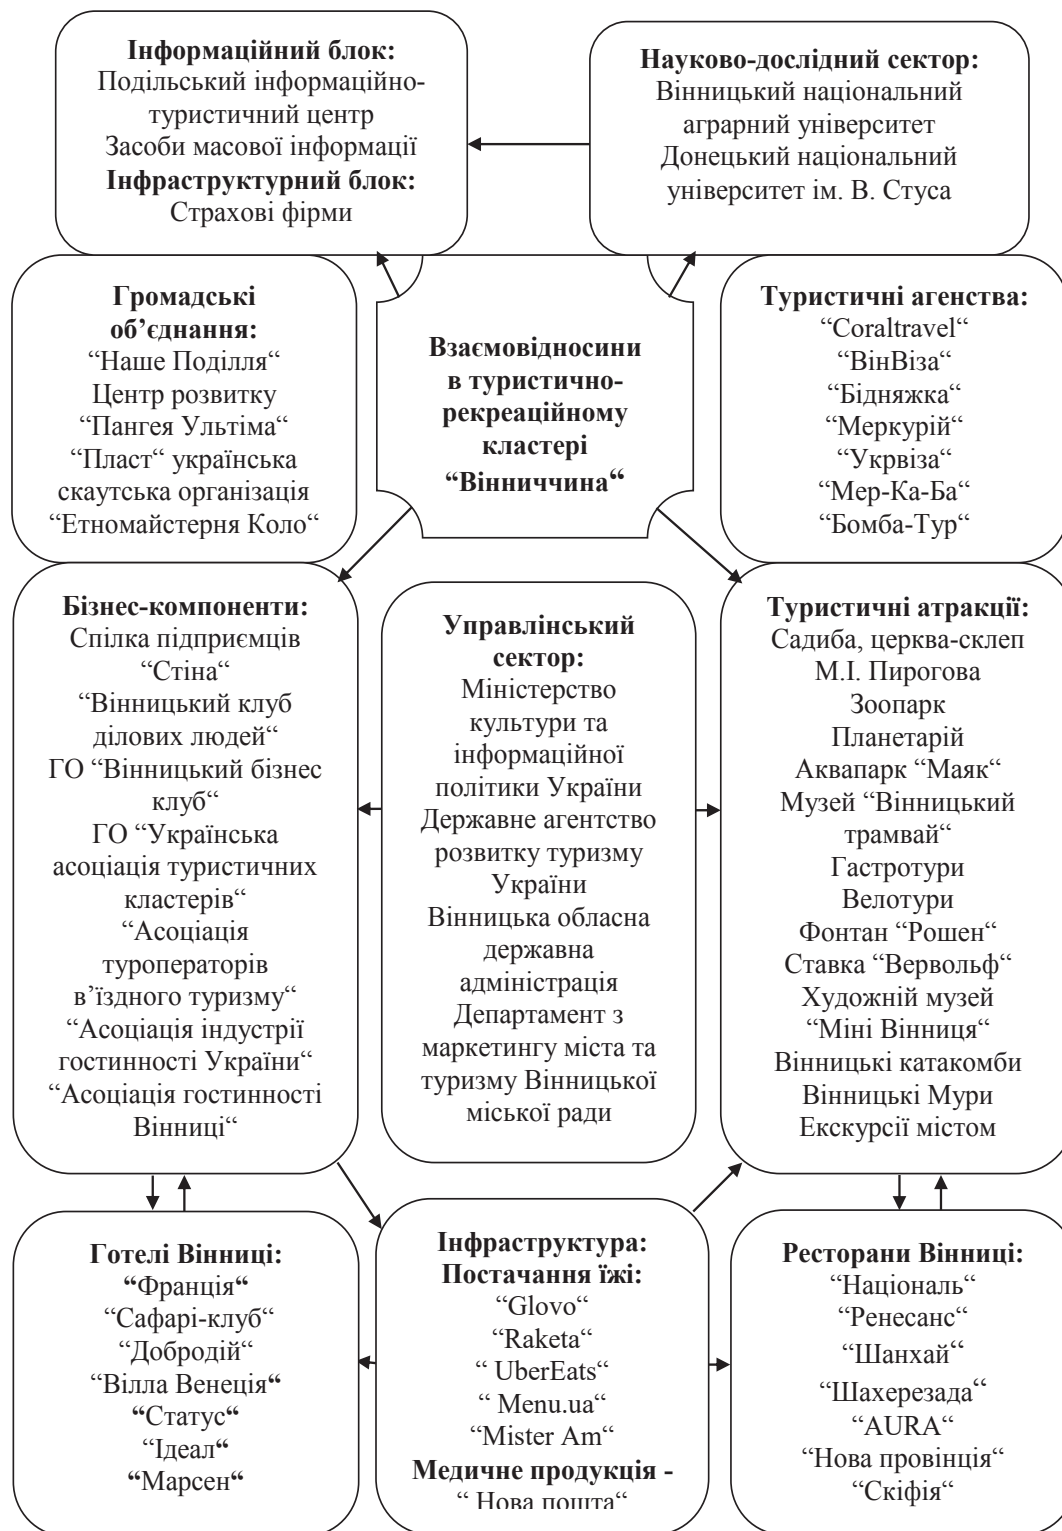 Інформаційний блок:
Подільський інформаційно-
туристичний центр
Засоби масової інформації
Інфраструктурний блок:
Страхові фірми
Науково-дослідний сектор:
Вінницький національний
аграрний університет
Донецький національний
університет ім. В. Стуса
Громадські
об’єднання:
“Наше Поділля“
Центр розвитку
“Пангея Ультіма“
“Пласт“ українська
скаутська організація
“Етномайстерня Коло“
Взаємовідносини
в туристично-
рекреаційному
кластері
“Вінниччина“
Туристичні агенства:
“Coraltravel“
“ВінВіза“
“Бідняжка“
“Меркурій“
“Укрвіза“
“Мер-Ка-Ба“
“Бомба-Тур“
Бізнес-компоненти:
Спілка підприємців
“Стіна“
“Вінницький клуб
ділових людей“
ГО “Вінницький бізнес
клуб“
ГО “Українська
асоціація туристичних
кластерів“
“Асоціація
туроператорів
в’їздного туризму“
“Асоціація індустрії
гостинності України“
“Асоціація гостинності
Вінниці“
Управлінський
сектор:
Міністерство
культури та
інформаційної
політики України
Державне агентство
розвитку туризму
України
Вінницька обласна
державна
адміністрація
Департамент з
маркетингу міста та
туризму Вінницької
міської ради
Туристичні атракції:
Садиба, церква-склеп
М.І. Пирогова
Зоопарк
Планетарій
Аквапарк “Маяк“
Музей “Вінницький
трамвай“
Гастротури
Велотури
Фонтан “Рошен“
Ставка “Вервольф“
Художній музей
“Міні Вінниця“
Вінницькі катакомби
Вінницькі Мури
Екскурсії містом
Готелі Вінниці:
“Франція“
“Сафарі-клуб“
“Добродій“
“Вілла Венеція“
“Статус“
“Ідеал“
“Марсен“
Інфраструктура:
Постачання їжі:
“Glovo“
“Raketa“
“ UberEats“
“ Menu.ua“
“Mister Am“
Медичне продукція -
“ Нова пошта“
Ресторани Вінниці:
“Національ“
“Ренесанс“
“Шанхай“
“Шахерезада“
“AURA“
“Нова провінція“
“Скіфія“